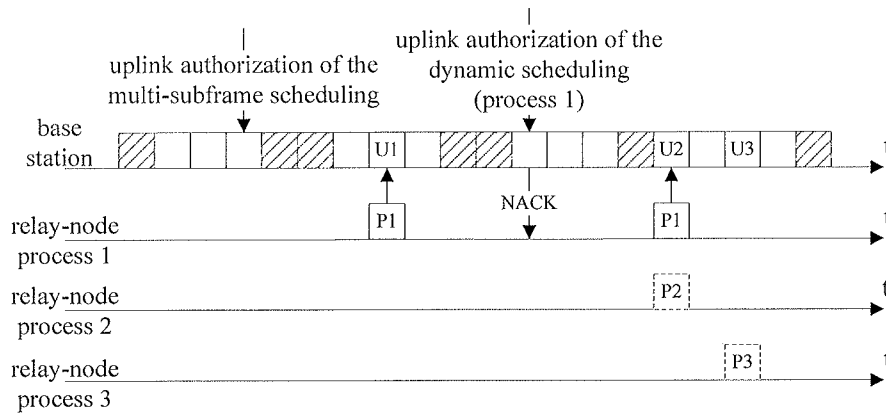 uplink authorization of the
multi-subframe scheduling
uplink authorization of the
dynamic scheduling
(process 1)
base
station
U1
U2
U3
t
P1
NACK
P1
t
relay-node
process 1
P2
t
relay-node
process 2
P3
t
relay-node
process 3